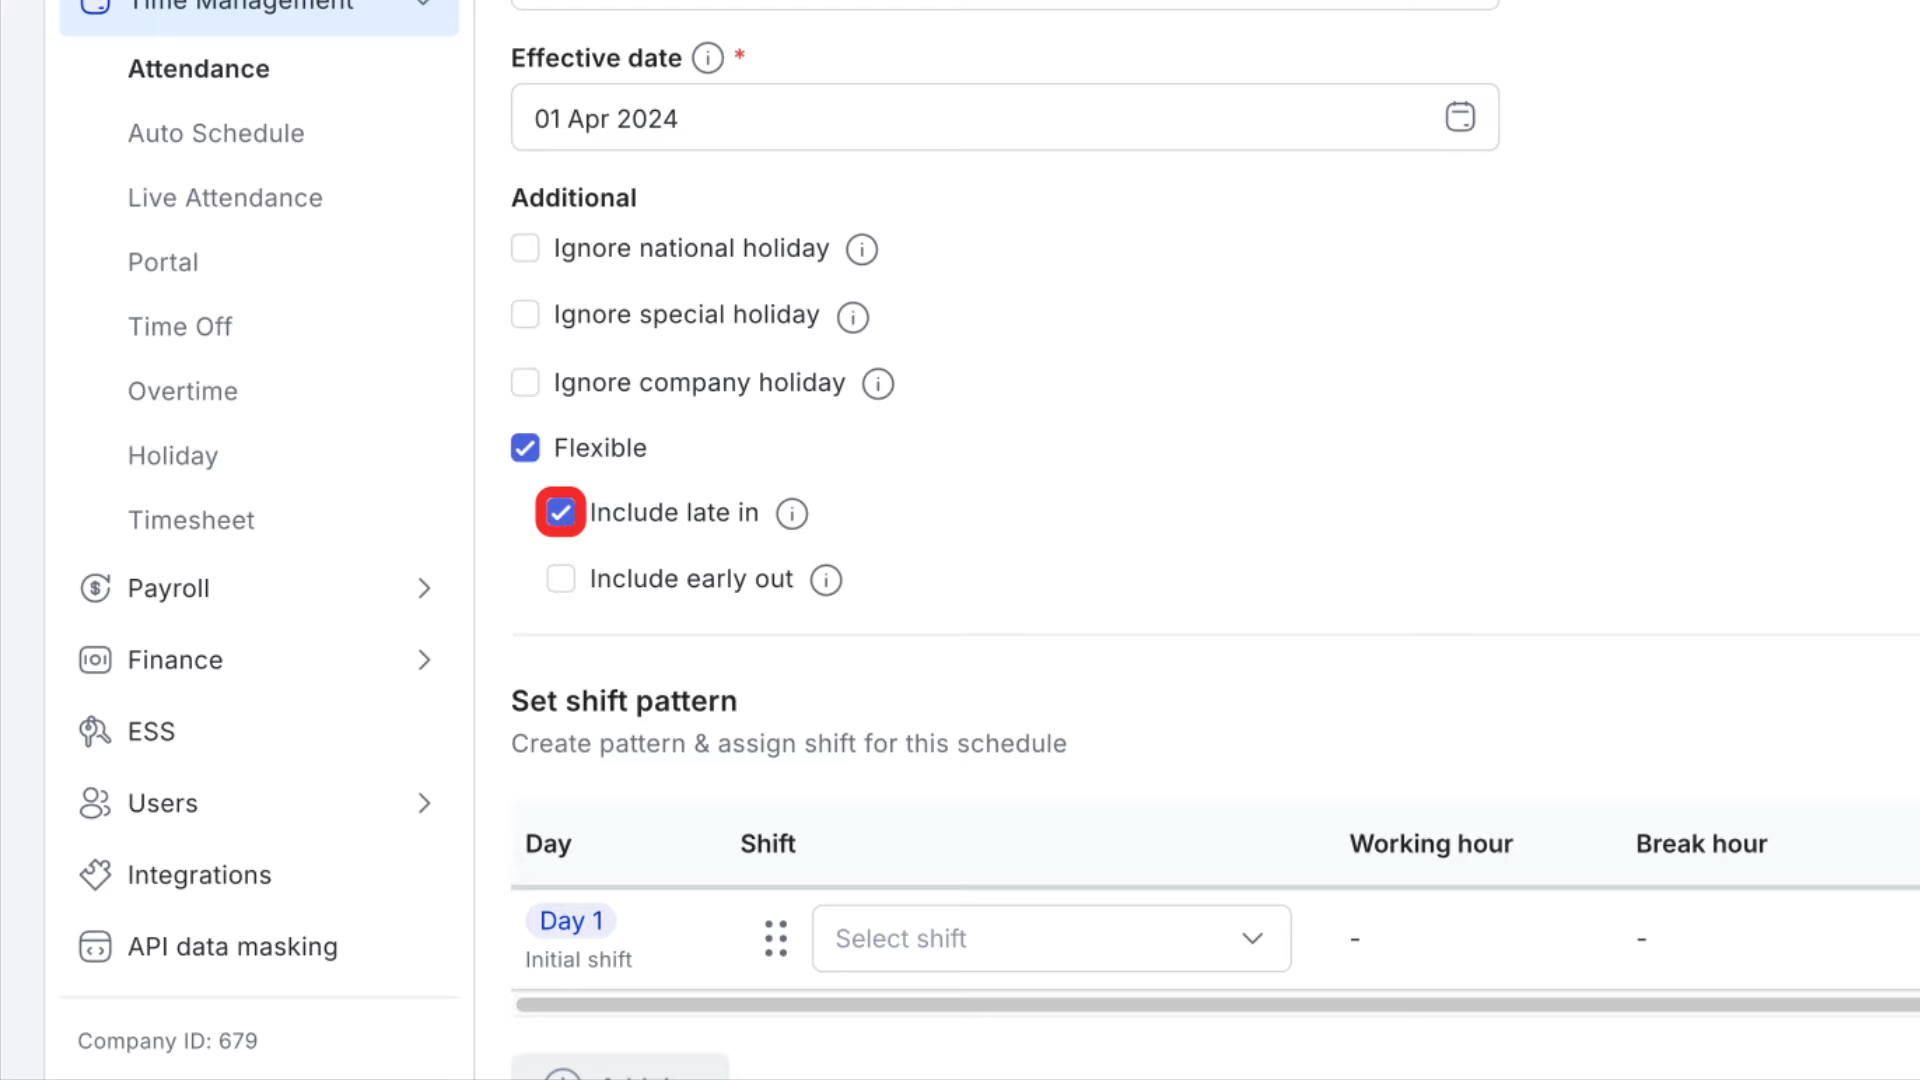 Time Management
Attendance
Auto Schedule
Live Attendance
Portal
Time Off
Overtime
Holiday
Timesheet
Payroll
Finance
ESS
Users
Integrations
API data masking
Company ID: 679
Effective date *
01 Apr 2024
Additional
Ignore national holiday
Ignore special holiday
Ignore company holiday
Flexible
Include late in
Include early out
Set shift pattern
Create pattern & assign shift for this schedule
Day Shift Working hour Break hour
Day 1 Select shift - -
Initial shift